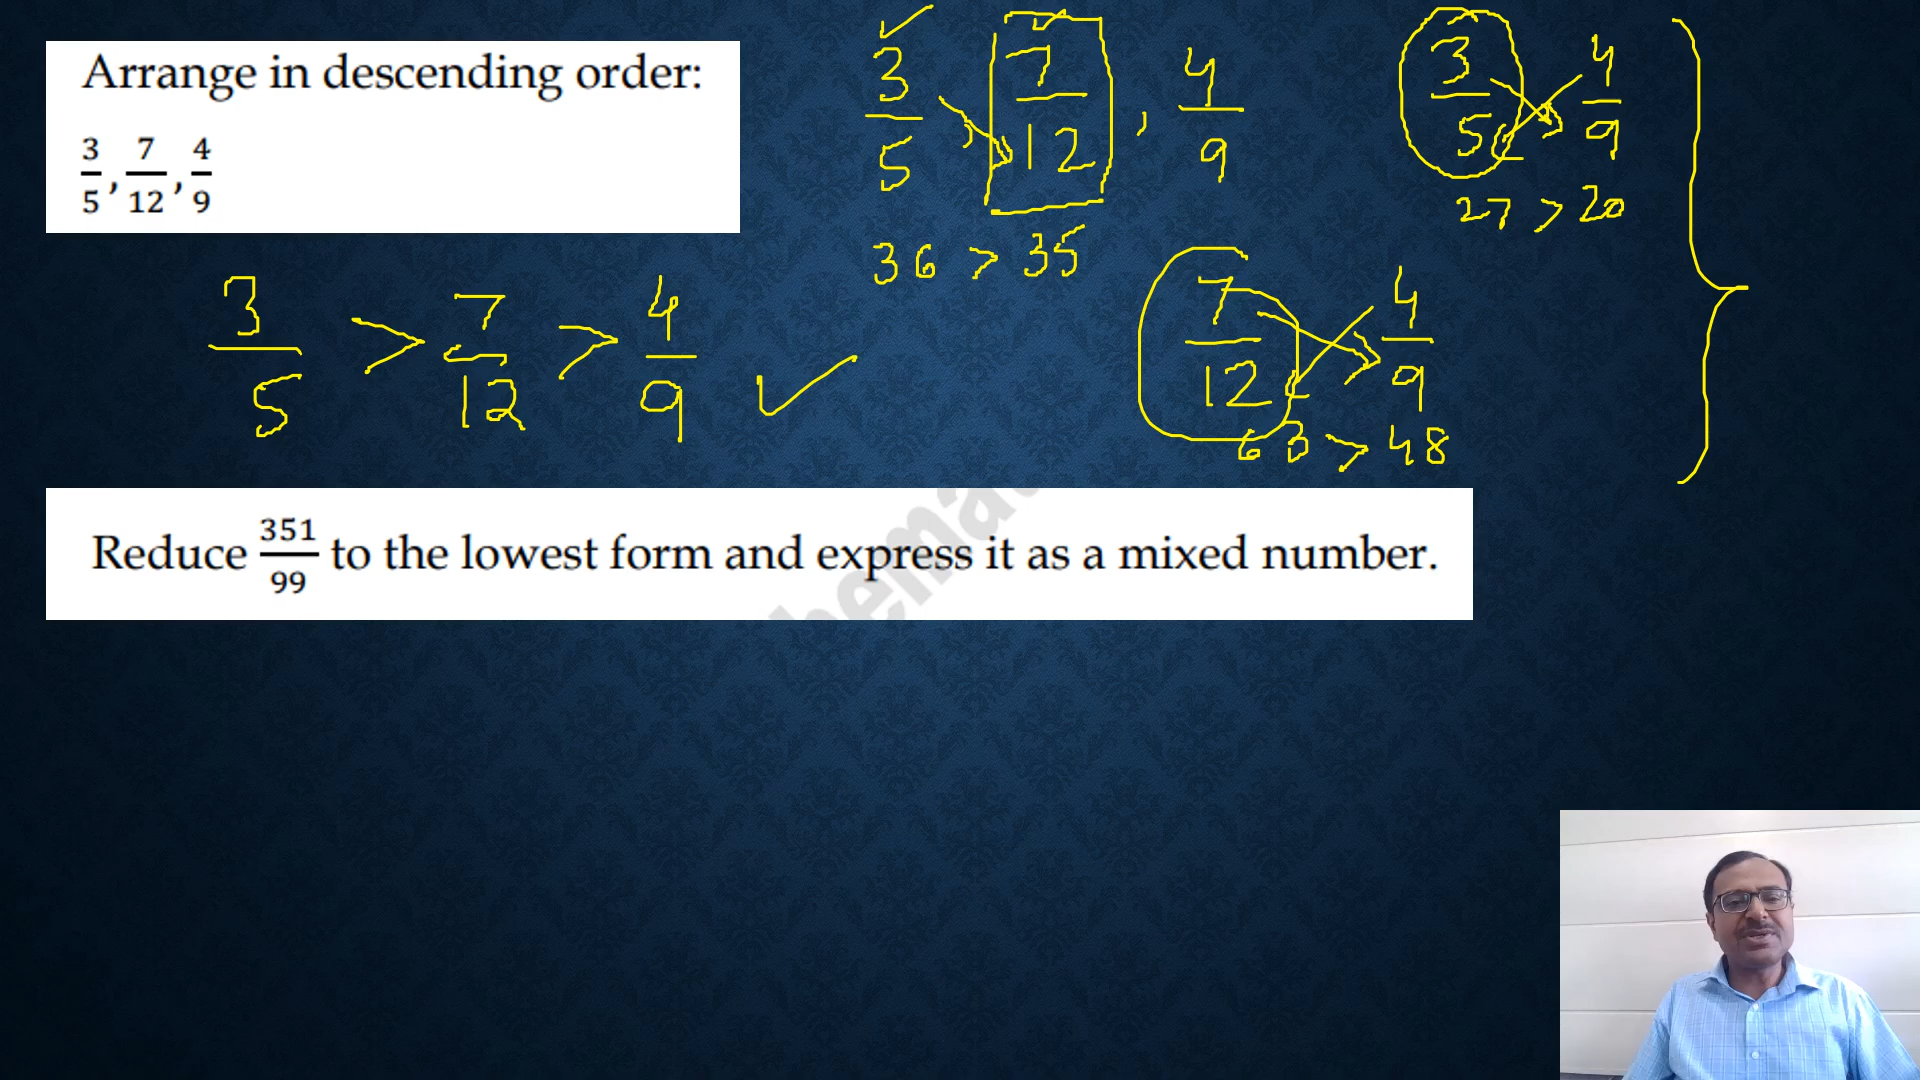 Arrange in descending order:
3/5, 7/12, 4/9
3/5, 7/12, 4/9
36 > 35
3/5 4/9
27 > 20
7/12 4/9
63 > 48
3/5 > 7/12 > 4/9
Reduce 351/99 to the lowest form and express it as a mixed number.